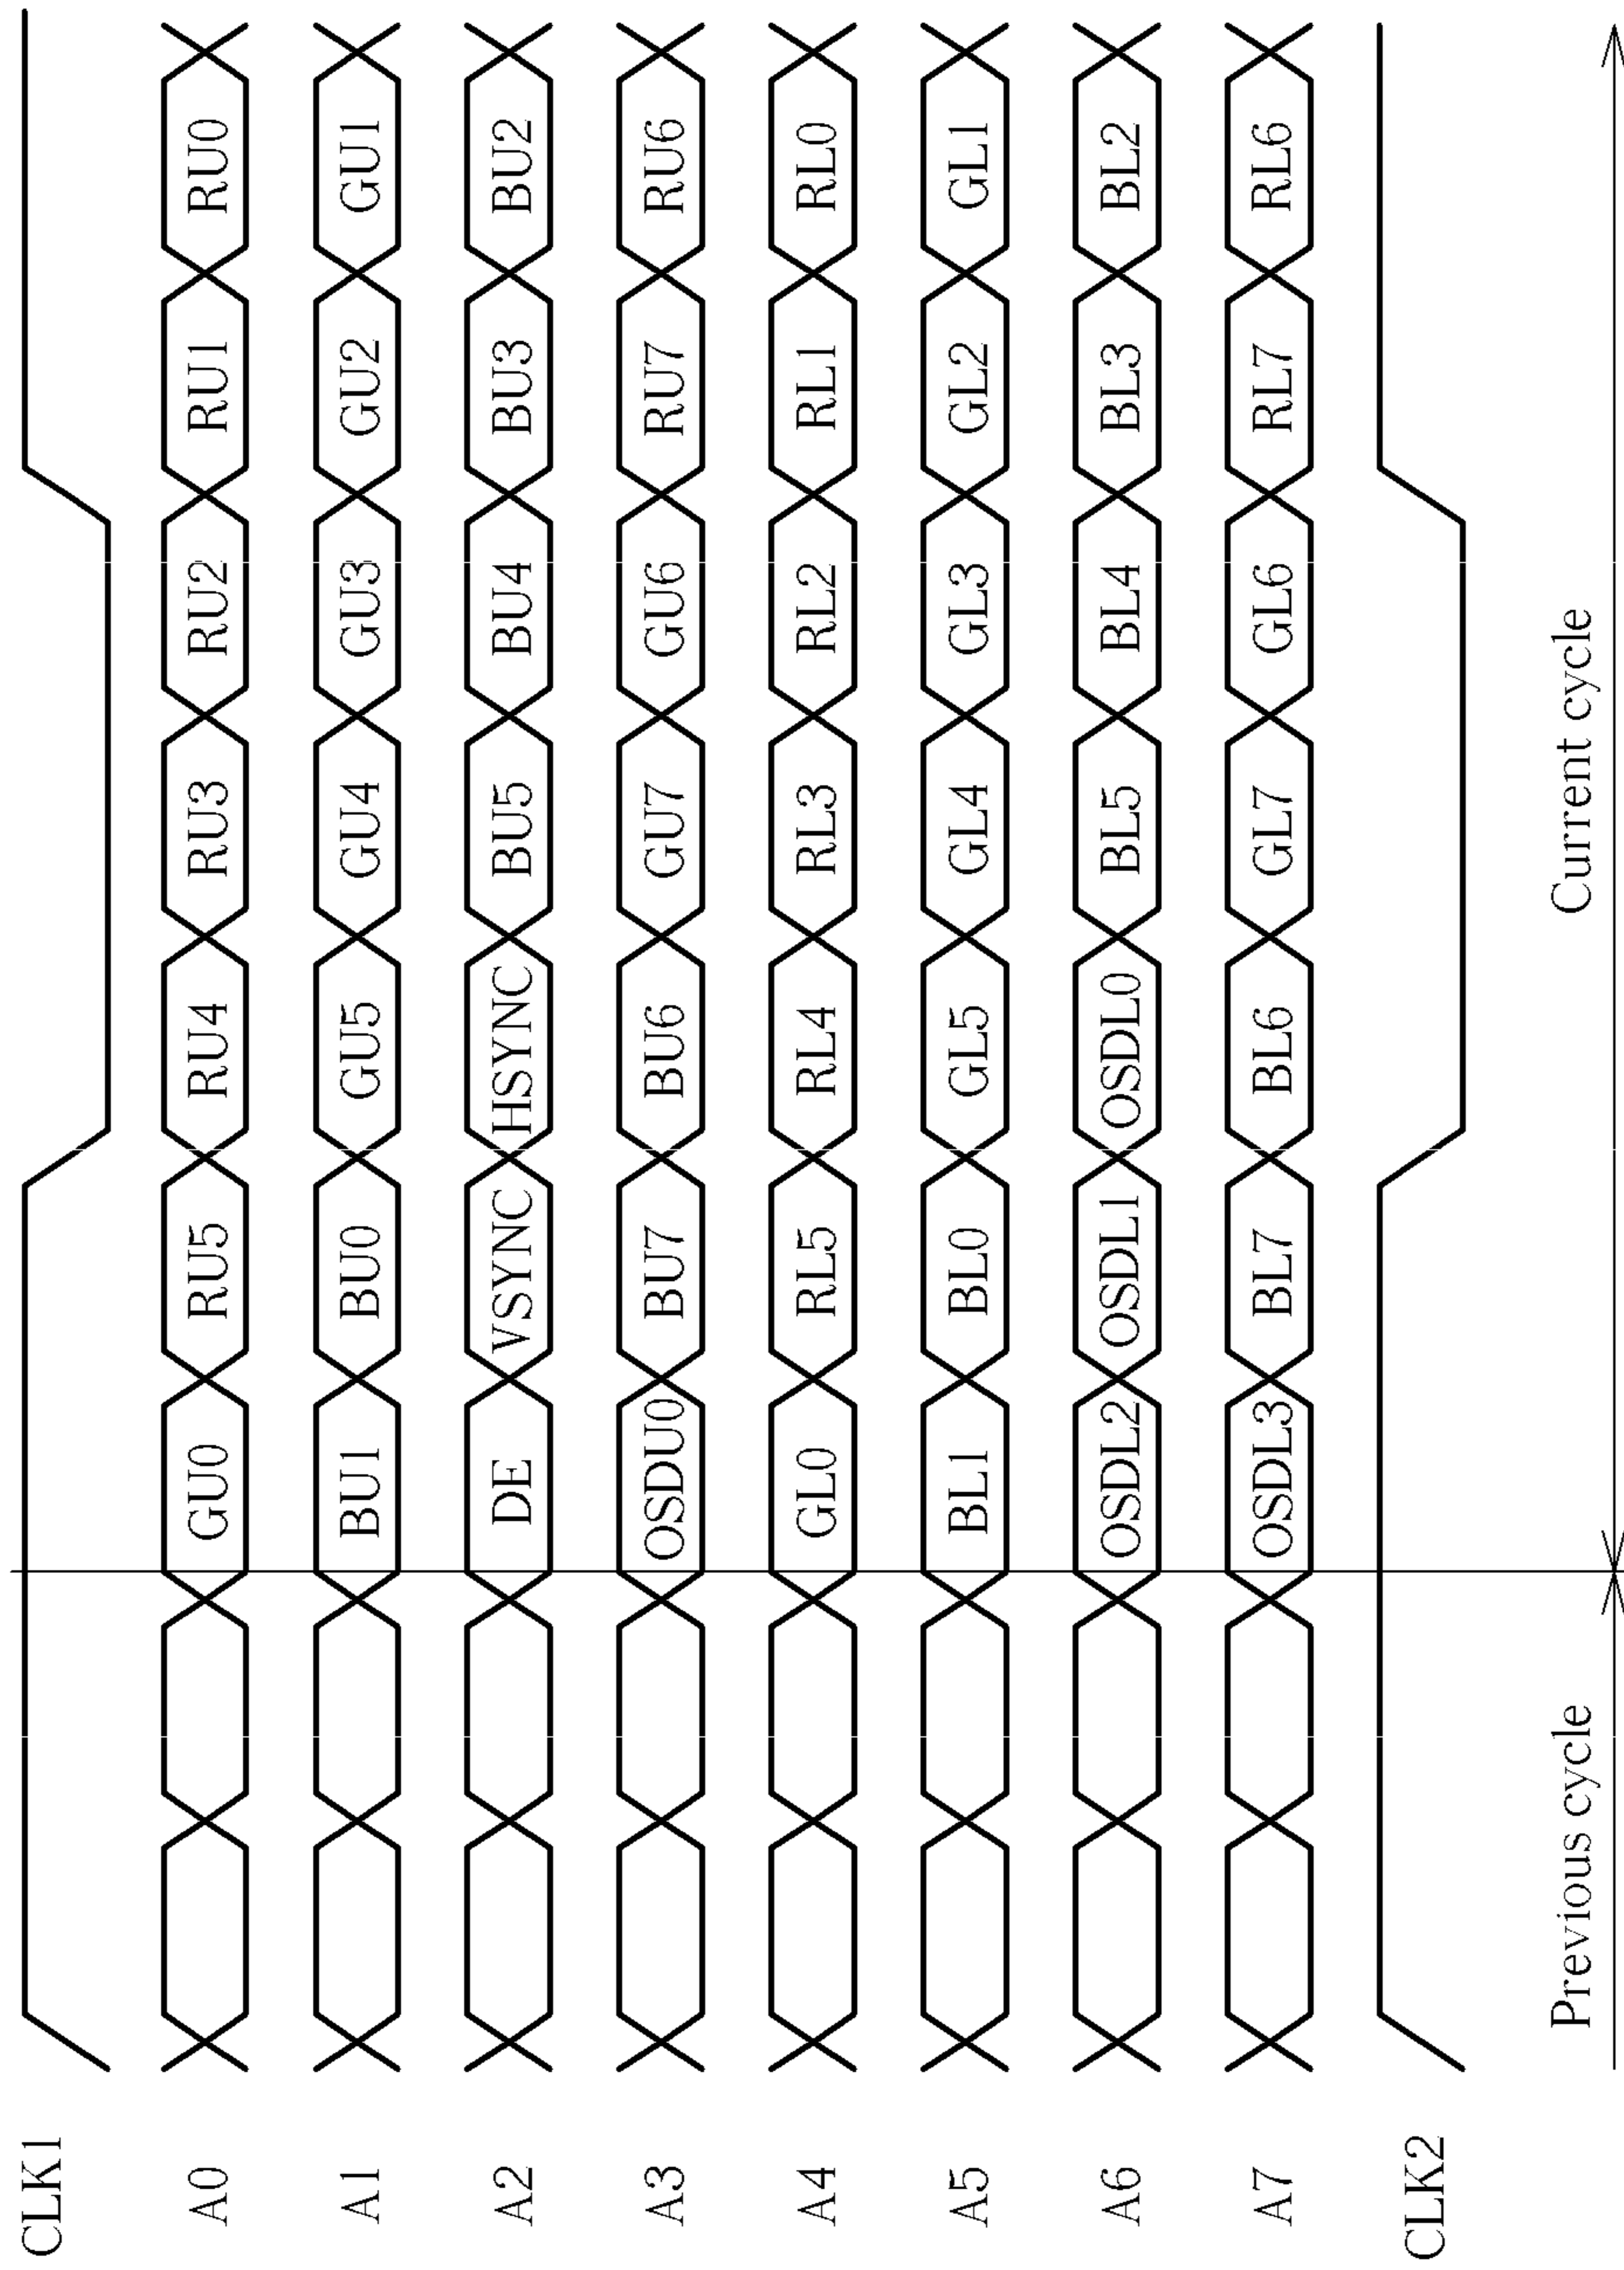 CLK1
A0 GU0 RU5 RU4 RU3 RU2 RU1 RU0
A1 BU1 BU0 GU5 GU4 GU3 GU2 GU1
A2 DE VSYNC HSYNC BU5 BU4 BU3 BU2
A3 OSDU0 BU7 BU6 GU7 GU6 RU7 RU6
A4 GL0 RL5 RL4 RL3 RL2 RL1 RL0
A5 BL1 BL0 GL5 GL4 GL3 GL2 GL1
A6 OSDL2 OSDL1 OSDL0 BL5 BL4 BL3 BL2
A7 OSDL3 BL7 BL6 GL7 GL6 RL7 RL6
CLK2
Previous cycle Current cycle